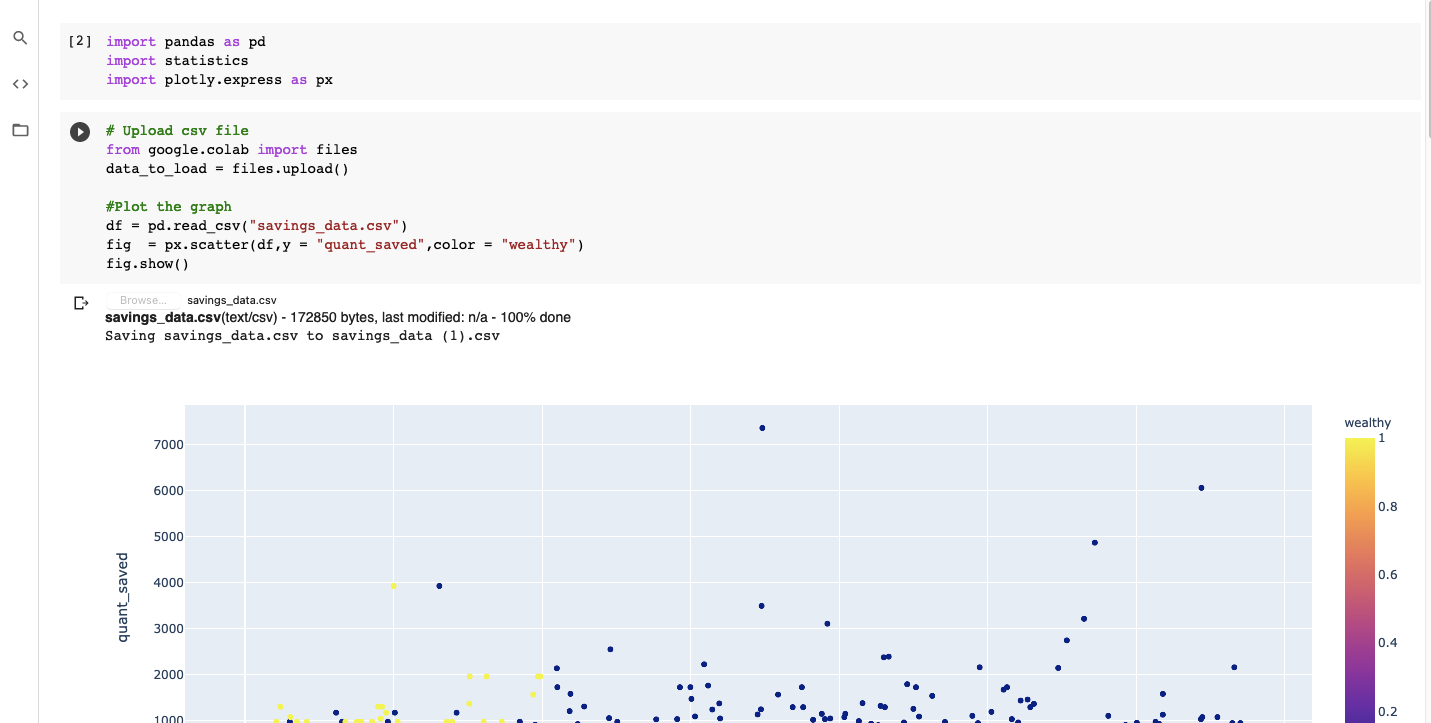 [2] import pandas as pd
import statistics
import plotly.express as px
# Upload csv file
from google.colab import files
data_to_load = files.upload()
#Plot the graph
df = pd.read_csv("savings_data.csv")
fig  = px.scatter(df,y = "quant_saved",color = "wealthy")
fig.show()
Browse... savings_data.csv
savings_data.csv(text/csv) - 172850 bytes, last modified: n/a - 100% done
Saving savings_data.csv to savings_data (1).csv
wealthy
1
0.8
0.6
0.4
0.2
7000
6000
5000
4000
3000
2000
1000
quant_saved